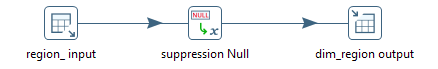 NULL
x
region_ input
suppression Null
dim_region output